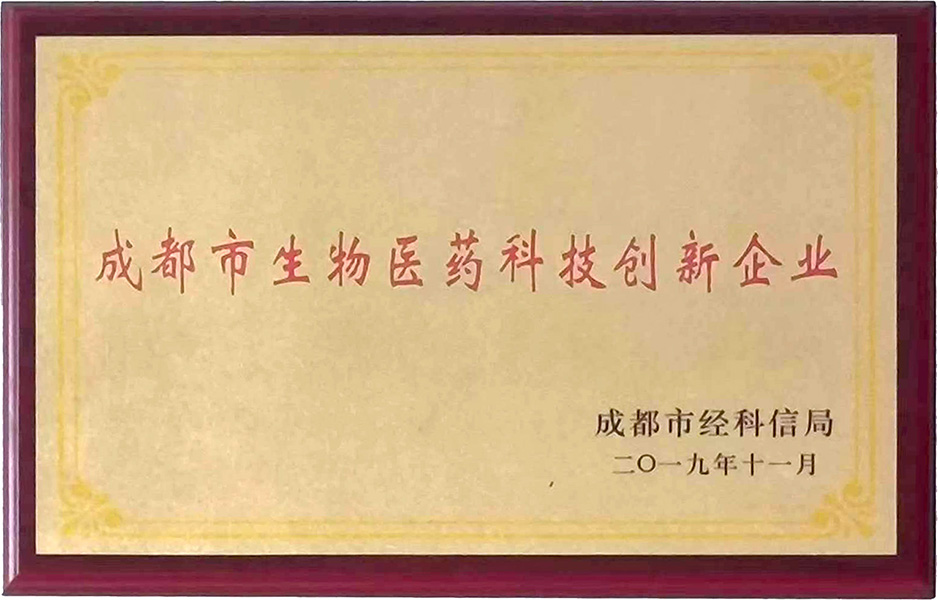 成都市生物医药科技创新企业
成都市经科信局
二〇一九年十一月